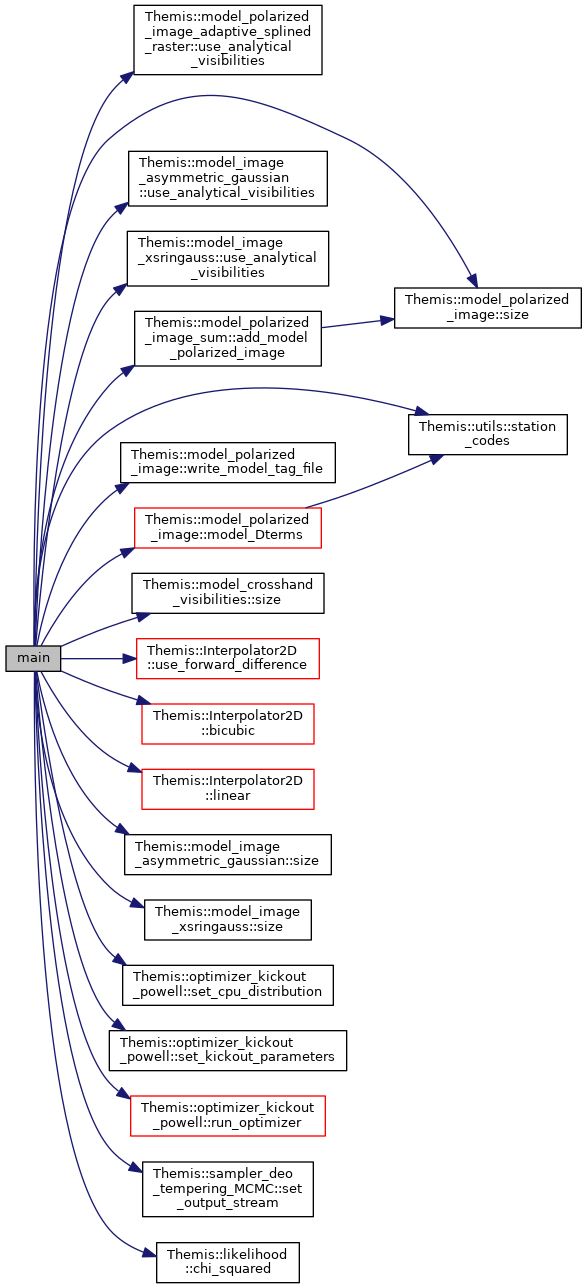 Themis::model_polarized
_image_adaptive_splined
_raster::use_analytical
_visibilities
Themis::model_image
_asymmetric_gaussian
::use_analytical_visibilities
Themis::model_image
_xsringauss::use_analytical
_visibilities
Themis::model_polarized
_image::size
Themis::model_polarized
_image_sum::add_model
_polarized_image
Themis::utils::station
_codes
Themis::model_polarized
_image::write_model_tag_file
Themis::model_polarized
_image::model_Dterms
Themis::model_crosshand
_visibilities::size
main
Themis::Interpolator2D
::use_forward_difference
Themis::Interpolator2D
::bicubic
Themis::Interpolator2D
::linear
Themis::model_image
_asymmetric_gaussian::size
Themis::model_image
_xsringauss::size
Themis::optimizer_kickout
_powell::set_cpu_distribution
Themis::optimizer_kickout
_powell::set_kickout_parameters
Themis::optimizer_kickout
_powell::run_optimizer
Themis::sampler_deo
_tempering_MCMC::set
_output_stream
Themis::likelihood
::chi_squared